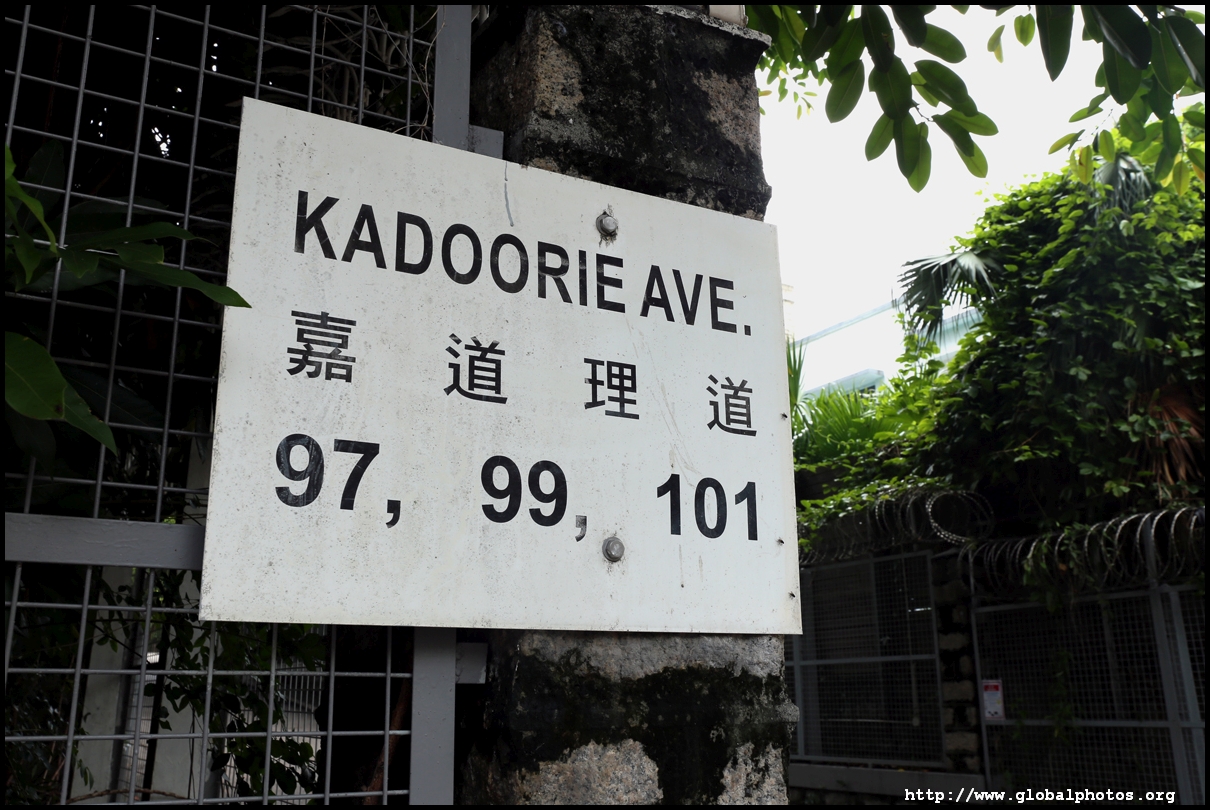 KADOORIE AVE.
嘉道理道
97, 99, 101
http://www.globalphotos.org